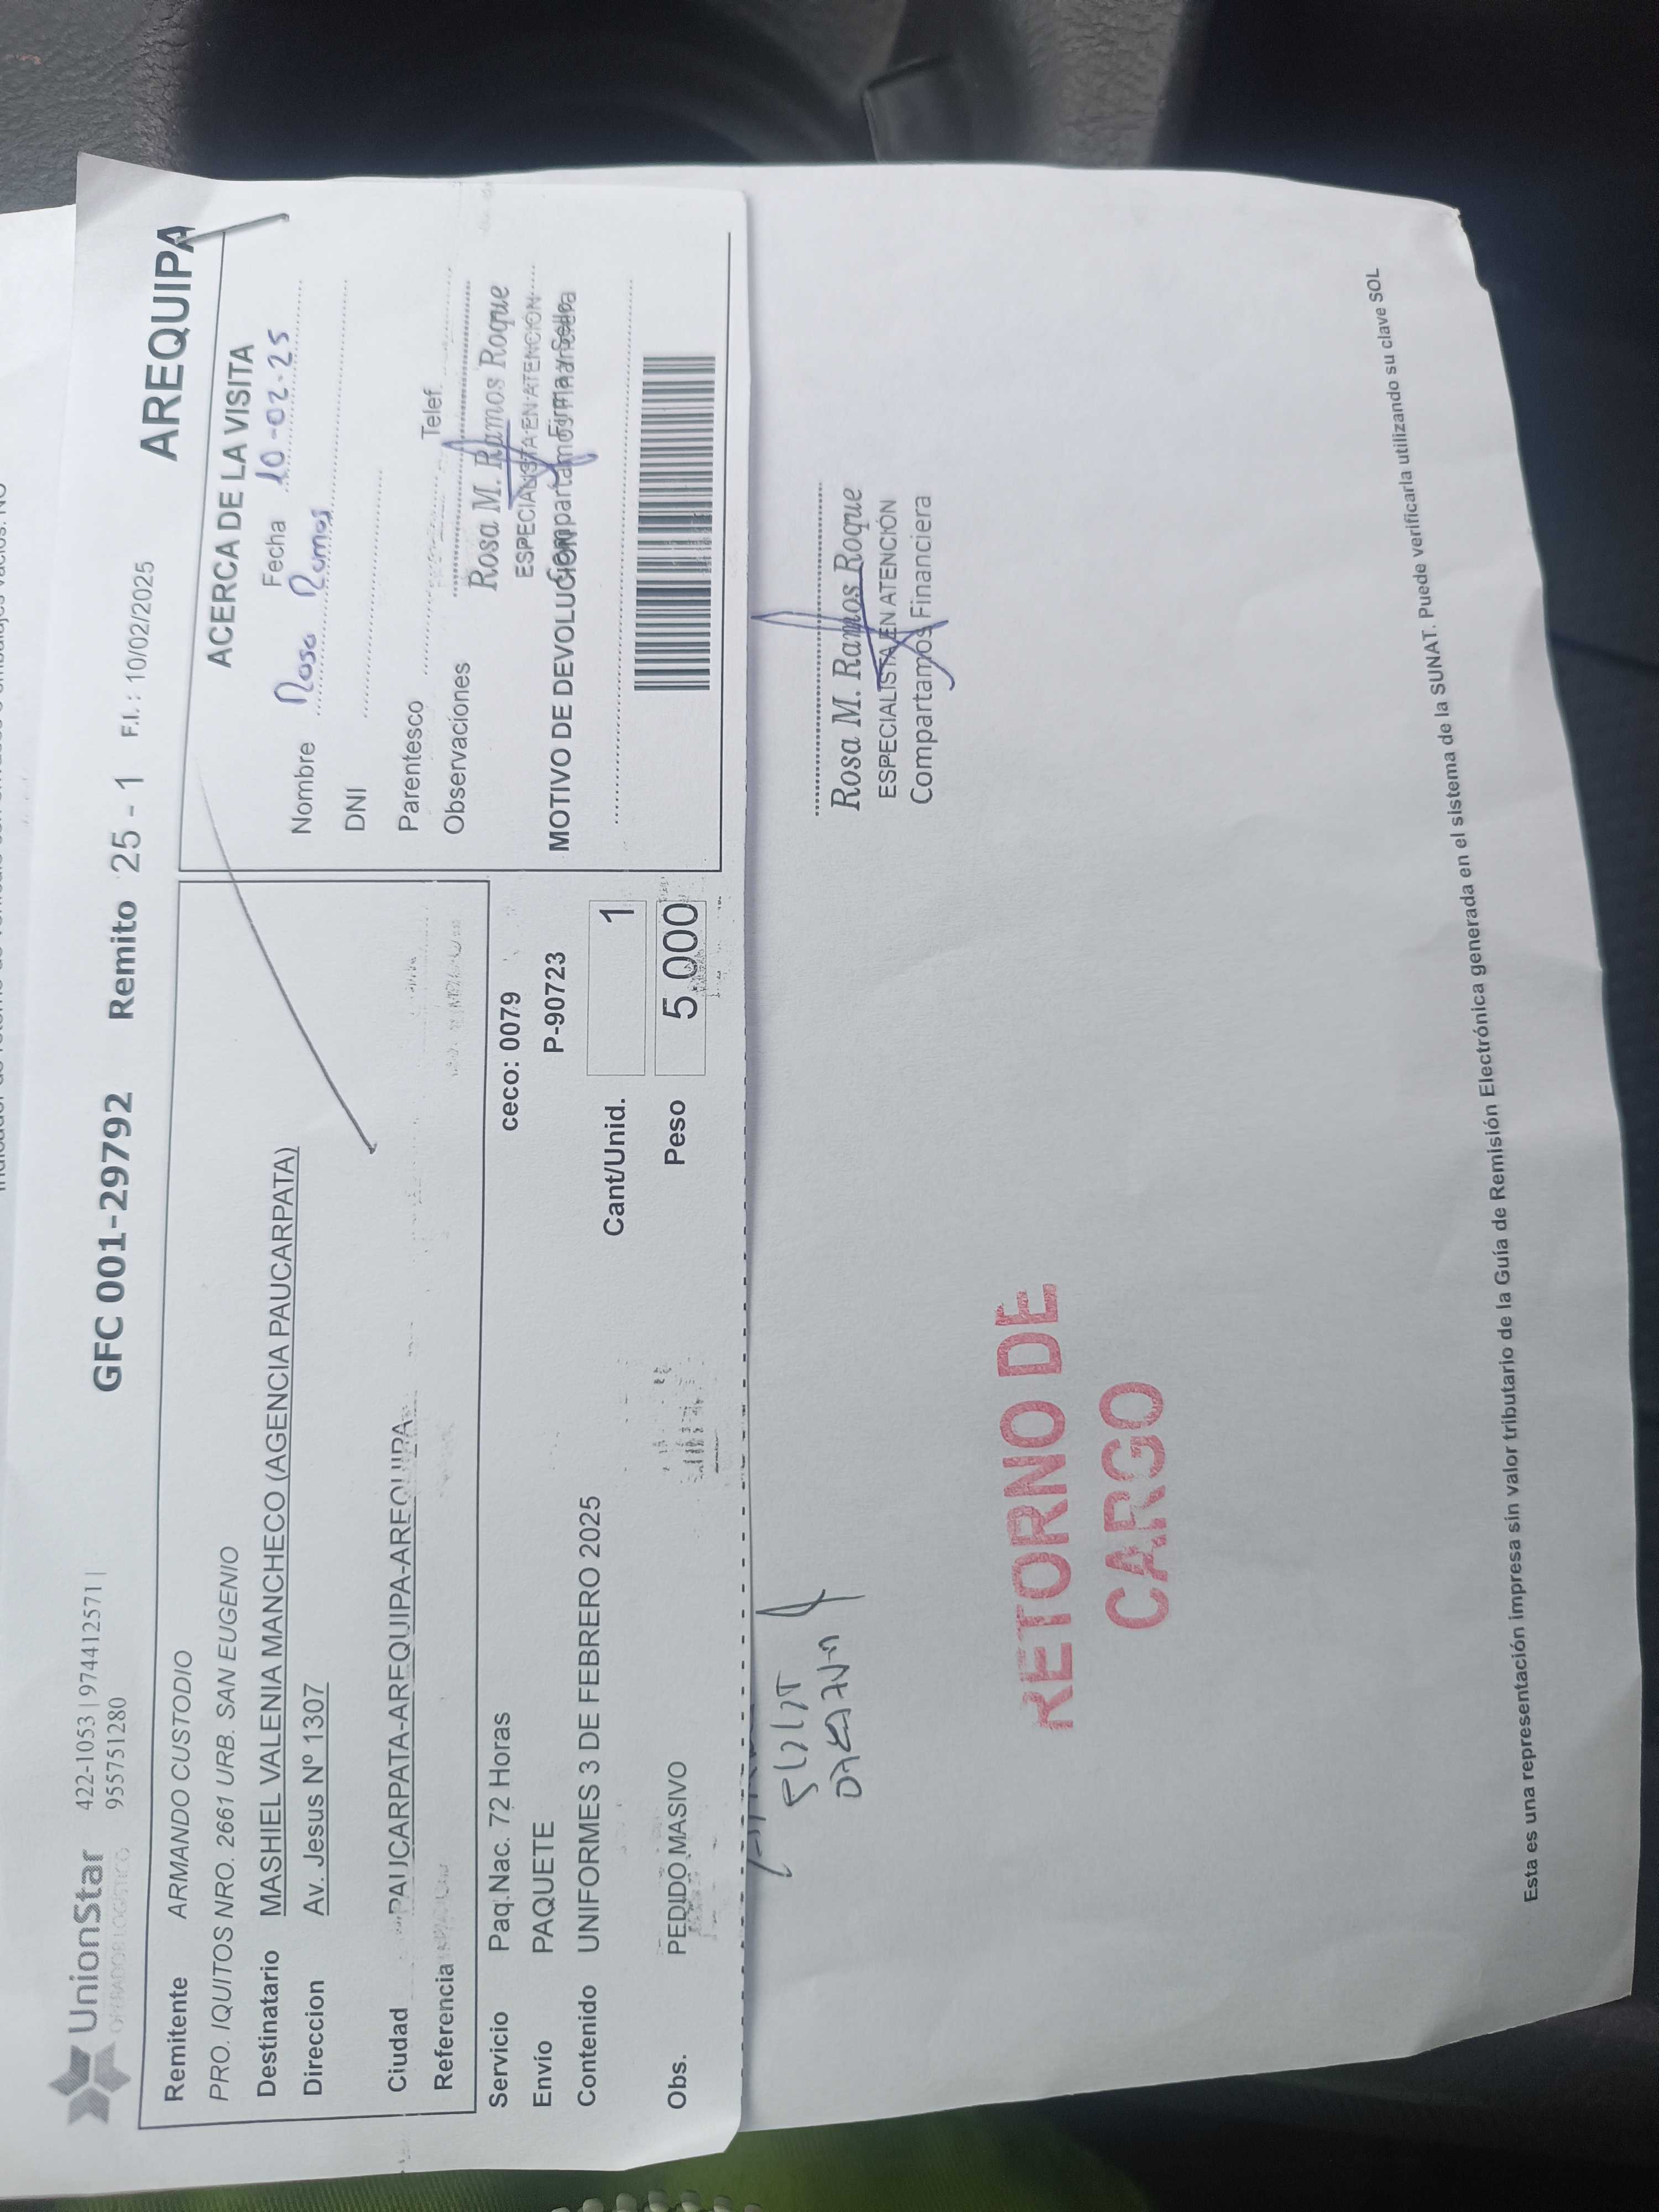 UnionStar
OPERADOR LOGISTICO
422-1053 | 974412571 |
955751280
GFC 001-29792
Remito 25 - 1 F.I.: 10/02/2025
AREQUIPA
Remitente ARMANDO CUSTODIO
PRO. IQUITOS NRO. 2661 URB. SAN EUGENIO
Destinatario MASHIEL VALENIA MANCHECO (AGENCIA PAUCARPATA)
Direccion Av. Jesus Nº 1307
Ciudad PAUCARPATA-AREQUIPA-AREQUIPA
Referencia
Servicio Paq.Nac. 72 Horas ceco: 0079
Envío PAQUETE P-90723
Contenido UNIFORMES 3 DE FEBRERO 2025
Cant/Unid. 1
Obs. PEDIDO MASIVO
Peso 5.000
ACERCA DE LA VISITA
Fecha 10-02-25
Nombre Rosa Ramos
DNI
Parentesco Telef
Observaciones
Rosa M. Ramos Roque
ESPECIALISTA EN ATENCIÓN
Compartamos Financiera
MOTIVO DE DEVOLUCION Firma y Sello
Rosa M. Ramos Roque
ESPECIALISTA EN ATENCIÓN
Compartamos Financiera
RETORNO DE
CARGO
Esta es una representación impresa sin valor tributario de la Guía de Remisión Electrónica generada en el sistema de la SUNAT. Puede verificarla utilizando su clave SOL